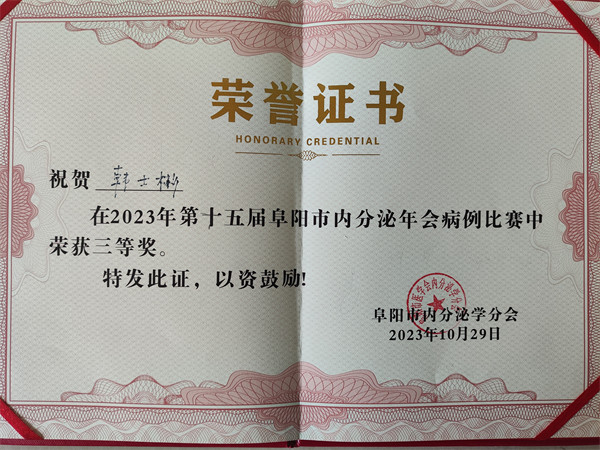 荣誉证书
HONORARY CREDENTIAL
祝贺 韩士彬
在2023年第十五届阜阳市内分泌年会病例比赛中
荣获三等奖。
特发此证，以资鼓励!
阜阳市内分泌学分会
2023年10月29日